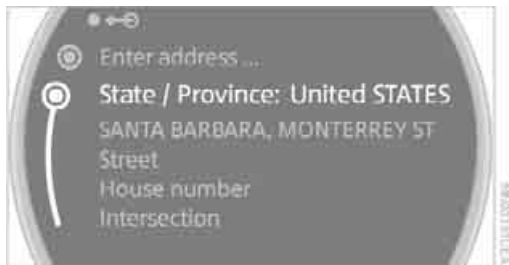 Enter address ...
State / Province: United STATES
SANTA BARBARA, MONTERREY ST
Street
House number
Intersection